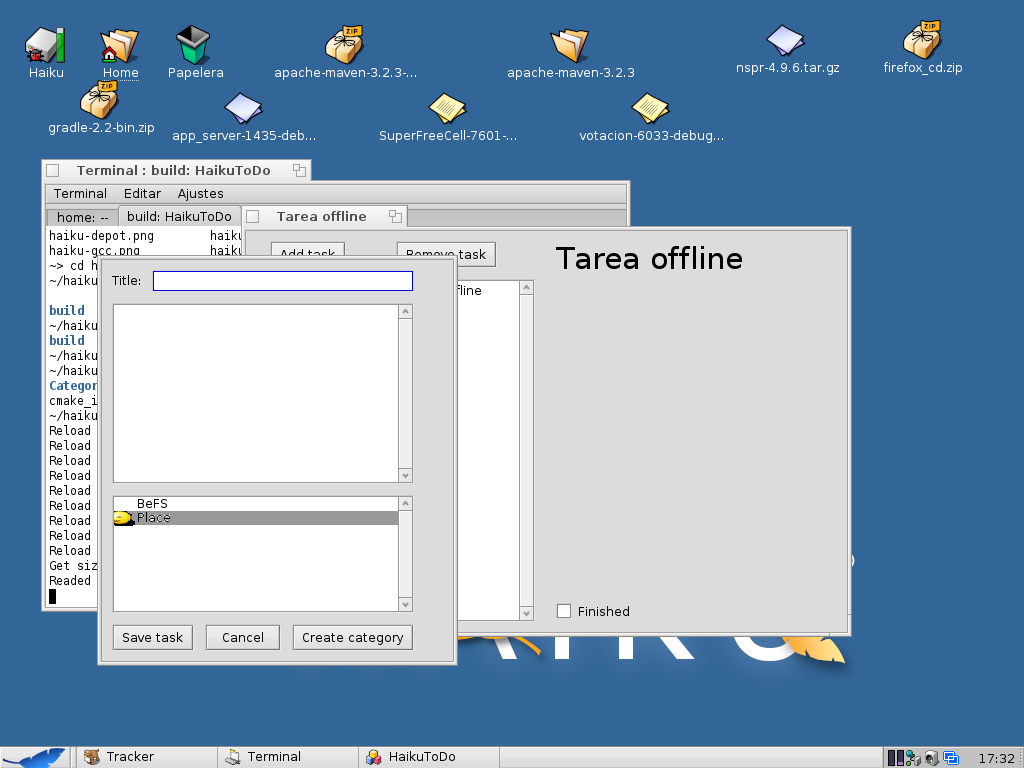 Haiku
Home
Papelera
apache-maven-3.2.3-...
apache-maven-3.2.3
nspr-4.9.6.tar.gz
firefox_cd.zip
gradle-2.2-bin.zip
app_server-1435-deb...
SuperFreeCell-7601-...
votacion-6033-debug...
Terminal : build: HaikuToDo
Terminal Editar Ajustes
home: -- build: HaikuToDo
Tarea offline
haiku-depot.png haiku
haiku-gcc.png haiku
~> cd h
~/haiku
build
~/haiku
build
~/haiku
~/haiku
Categor
cmake_i
~/haiku
Reload
Reload
Reload
Reload
Reload
Reload
Reload
Reload
Reload
Get siz
Readed
Add task Remove task
Tarea offline
fline
Finished
Title:
BeFS
Place
Save task Cancel Create category
Tracker Terminal HaikuToDo 17:32